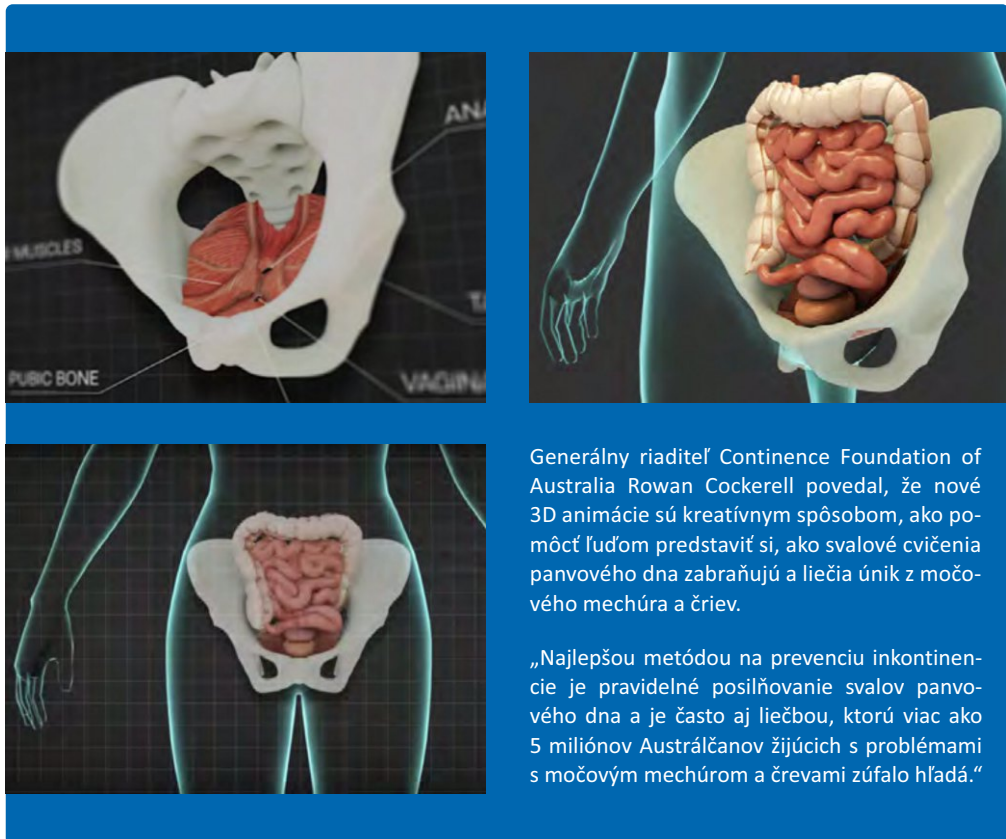 ANA
MUSCLES
PUBIC BONE
VAGINA
Generálny riaditeľ Continence Foundation of
Australia Rowan Cockerell povedal, že nové
3D animácie sú kreatívnym spôsobom, ako po-
môcť ľuďom predstaviť si, ako svalové cvičenia
panvového dna zabraňujú a liečia únik z močo-
vého mechúra a čriev.
„Najlepšou metódou na prevenciu inkontinen-
cie je pravidelné posilňovanie svalov panvo-
vého dna a je často aj liečbou, ktorú viac ako
5 miliónov Austrálčanov žijúcich s problémami
s močovým mechúrom a črevami zúfalo hľadá.“